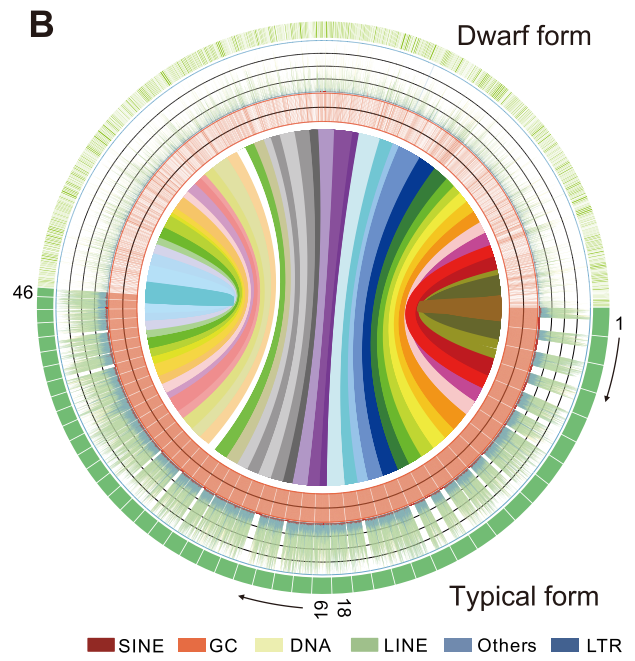 B
Dwarf form
46
1
Typical form
19
18
SINE GC DNA LINE Others LTR